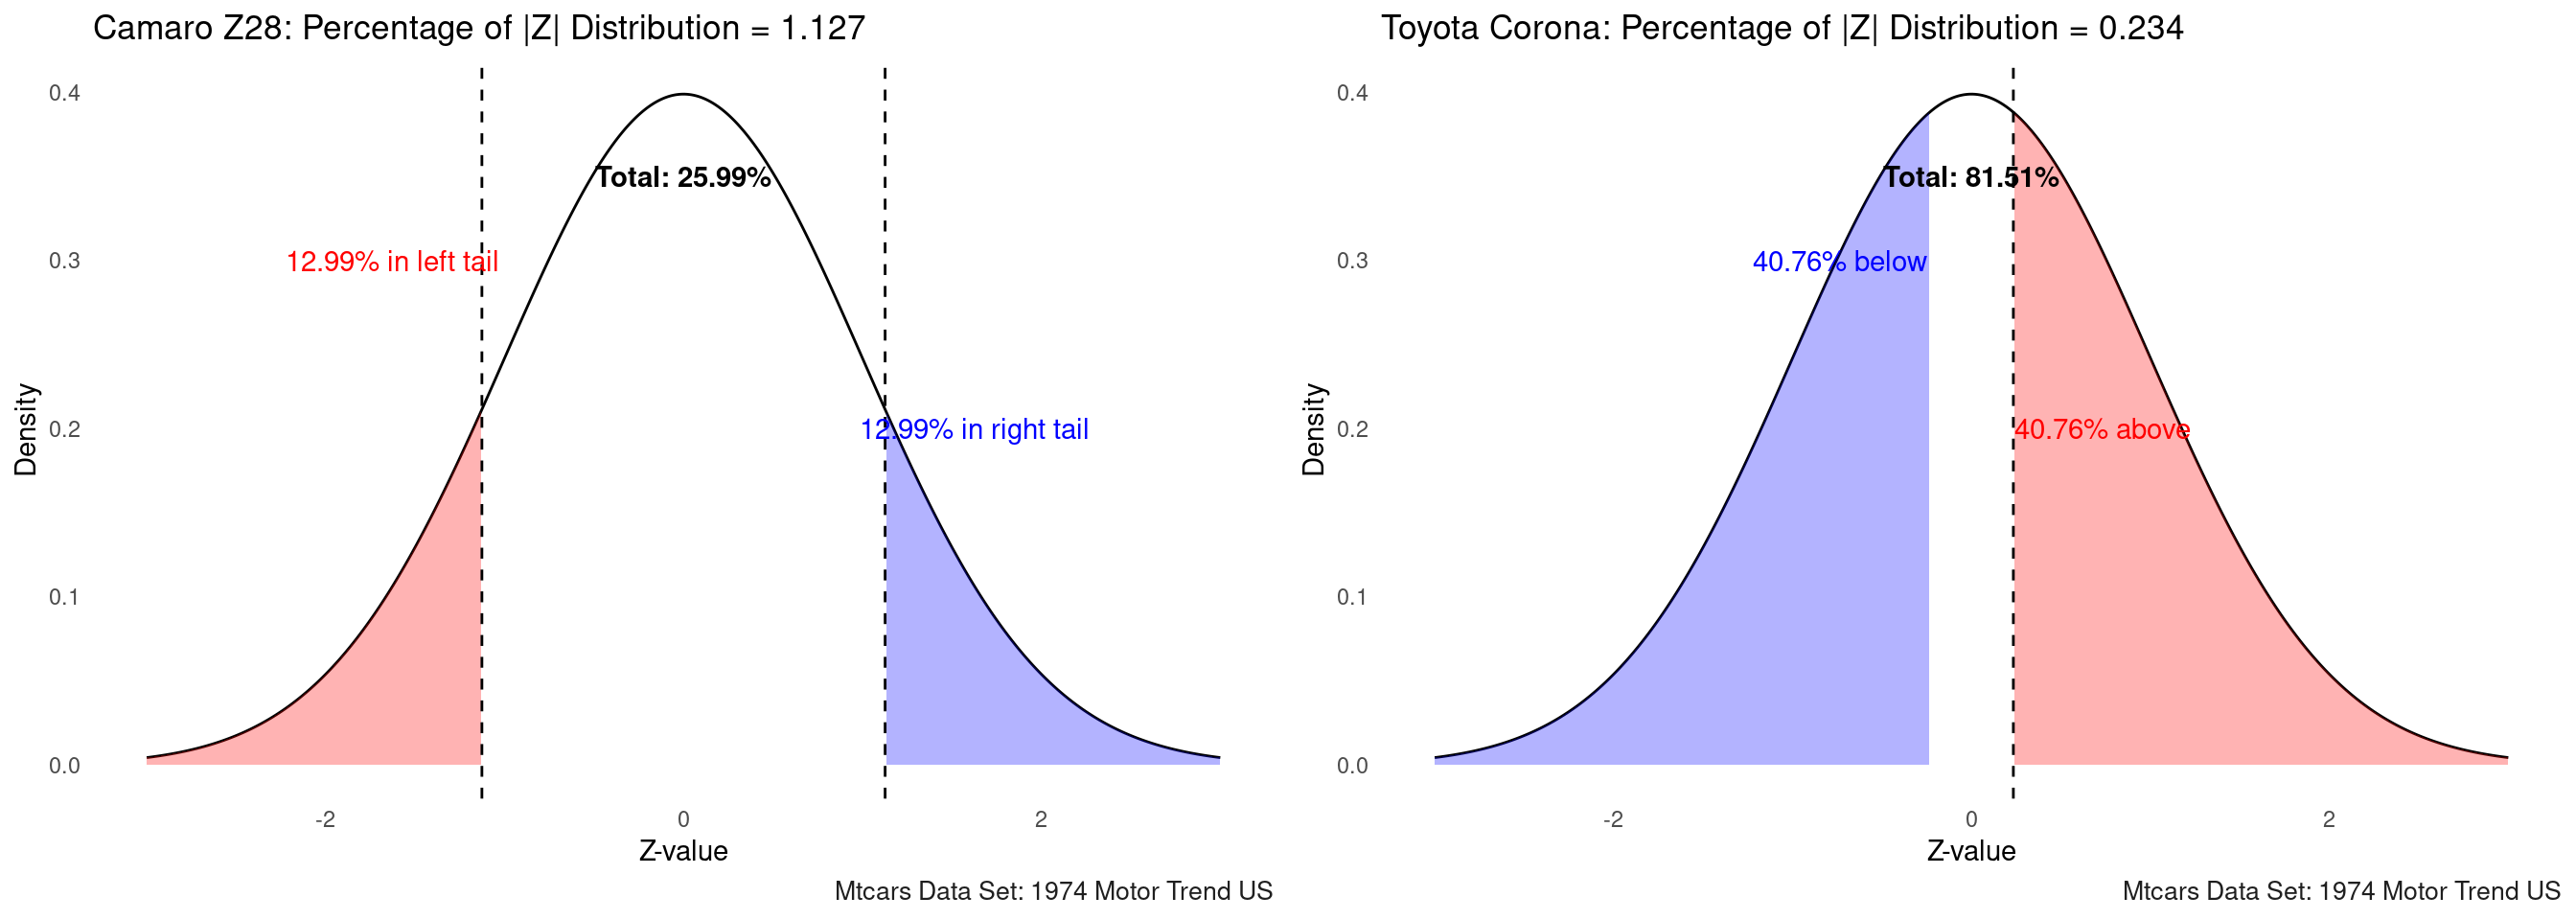 Camaro Z28: Percentage of |Z| Distribution = 1.127
0.4
0.3
0.2
0.1
0.0
Density
Total: 25.99%
12.99% in left tail
12.99% in right tail
-2
0
2
Z-value
Mtcars Data Set: 1974 Motor Trend US
Toyota Corona: Percentage of |Z| Distribution = 0.234
0.4
0.3
0.2
0.1
0.0
Density
Total: 81.51%
40.76% below
40.76% above
-2
0
2
Z-value
Mtcars Data Set: 1974 Motor Trend US